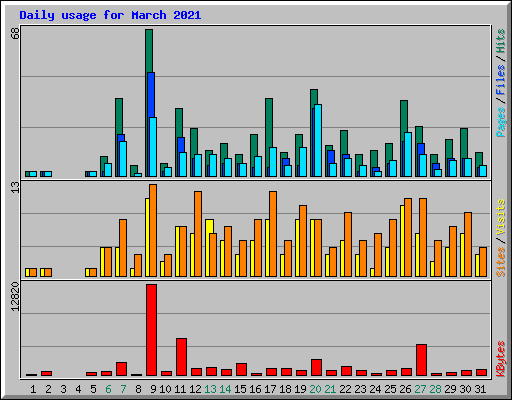 Daily usage for March 2021
68
Pages / Files / Hits
13
Sites / Visits
12820
KBytes
1 2 3 4 5 6 7 8 9 10 11 12 13 14 15 16 17 18 19 20 21 22 23 24 25 26 27 28 29 30 31